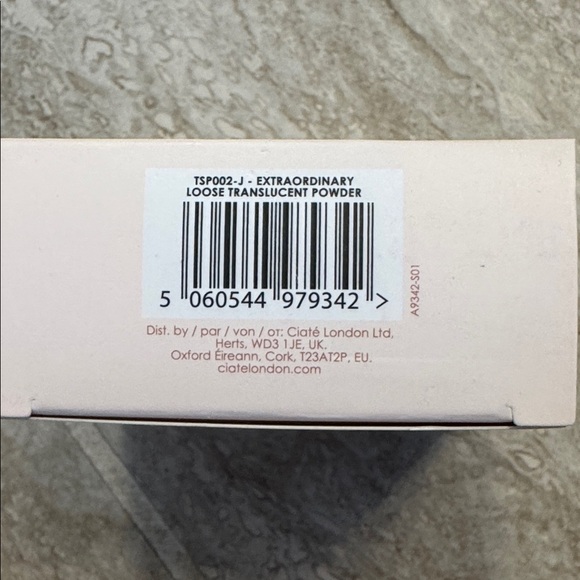 TSP002-J - EXTRAORDINARY
LOOSE TRANSLUCENT POWDER
5 060544 979342 >
A9342-S01
Dist. by / par / von / от: Ciaté London Ltd,
Herts, WD3 1JE, UK.
Oxford Éireann, Cork, T23AT2P, EU.
ciatelondon.com